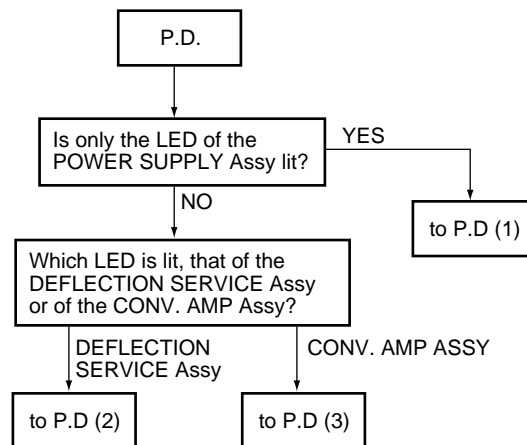 P.D.
Is only the LED of the
POWER SUPPLY Assy lit?
YES
NO
to P.D (1)
Which LED is lit, that of the
DEFLECTION SERVICE Assy
or of the CONV. AMP Assy?
DEFLECTION
SERVICE Assy
CONV. AMP ASSY
to P.D (2)
to P.D (3)